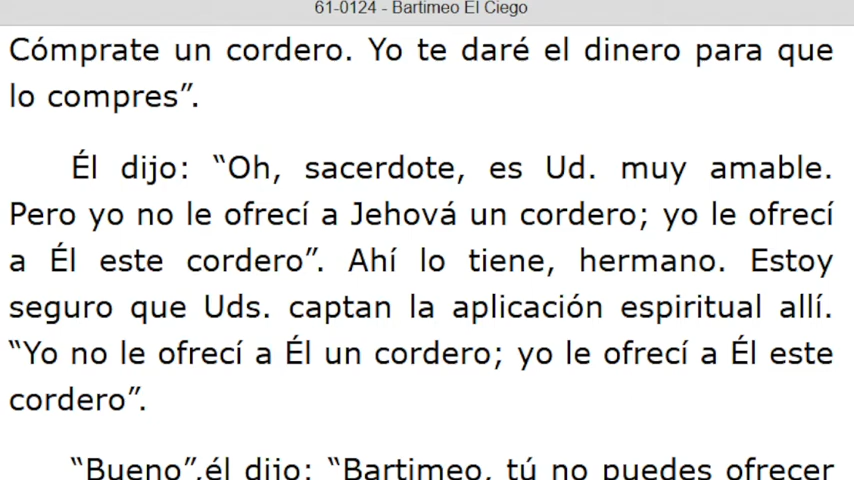 61-0124 - Bartimeo El Ciego
Cómprate un cordero. Yo te daré el dinero para que
lo compres”.
Él dijo: “Oh, sacerdote, es Ud. muy amable.
Pero yo no le ofrecí a Jehová un cordero; yo le ofrecí
a Él este cordero”. Ahí lo tiene, hermano. Estoy
seguro que Uds. captan la aplicación espiritual allí.
“Yo no le ofrecí a Él un cordero; yo le ofrecí a Él este
cordero”.
“Bueno”,él dijo: “Bartimeo, tú no puedes ofrecer